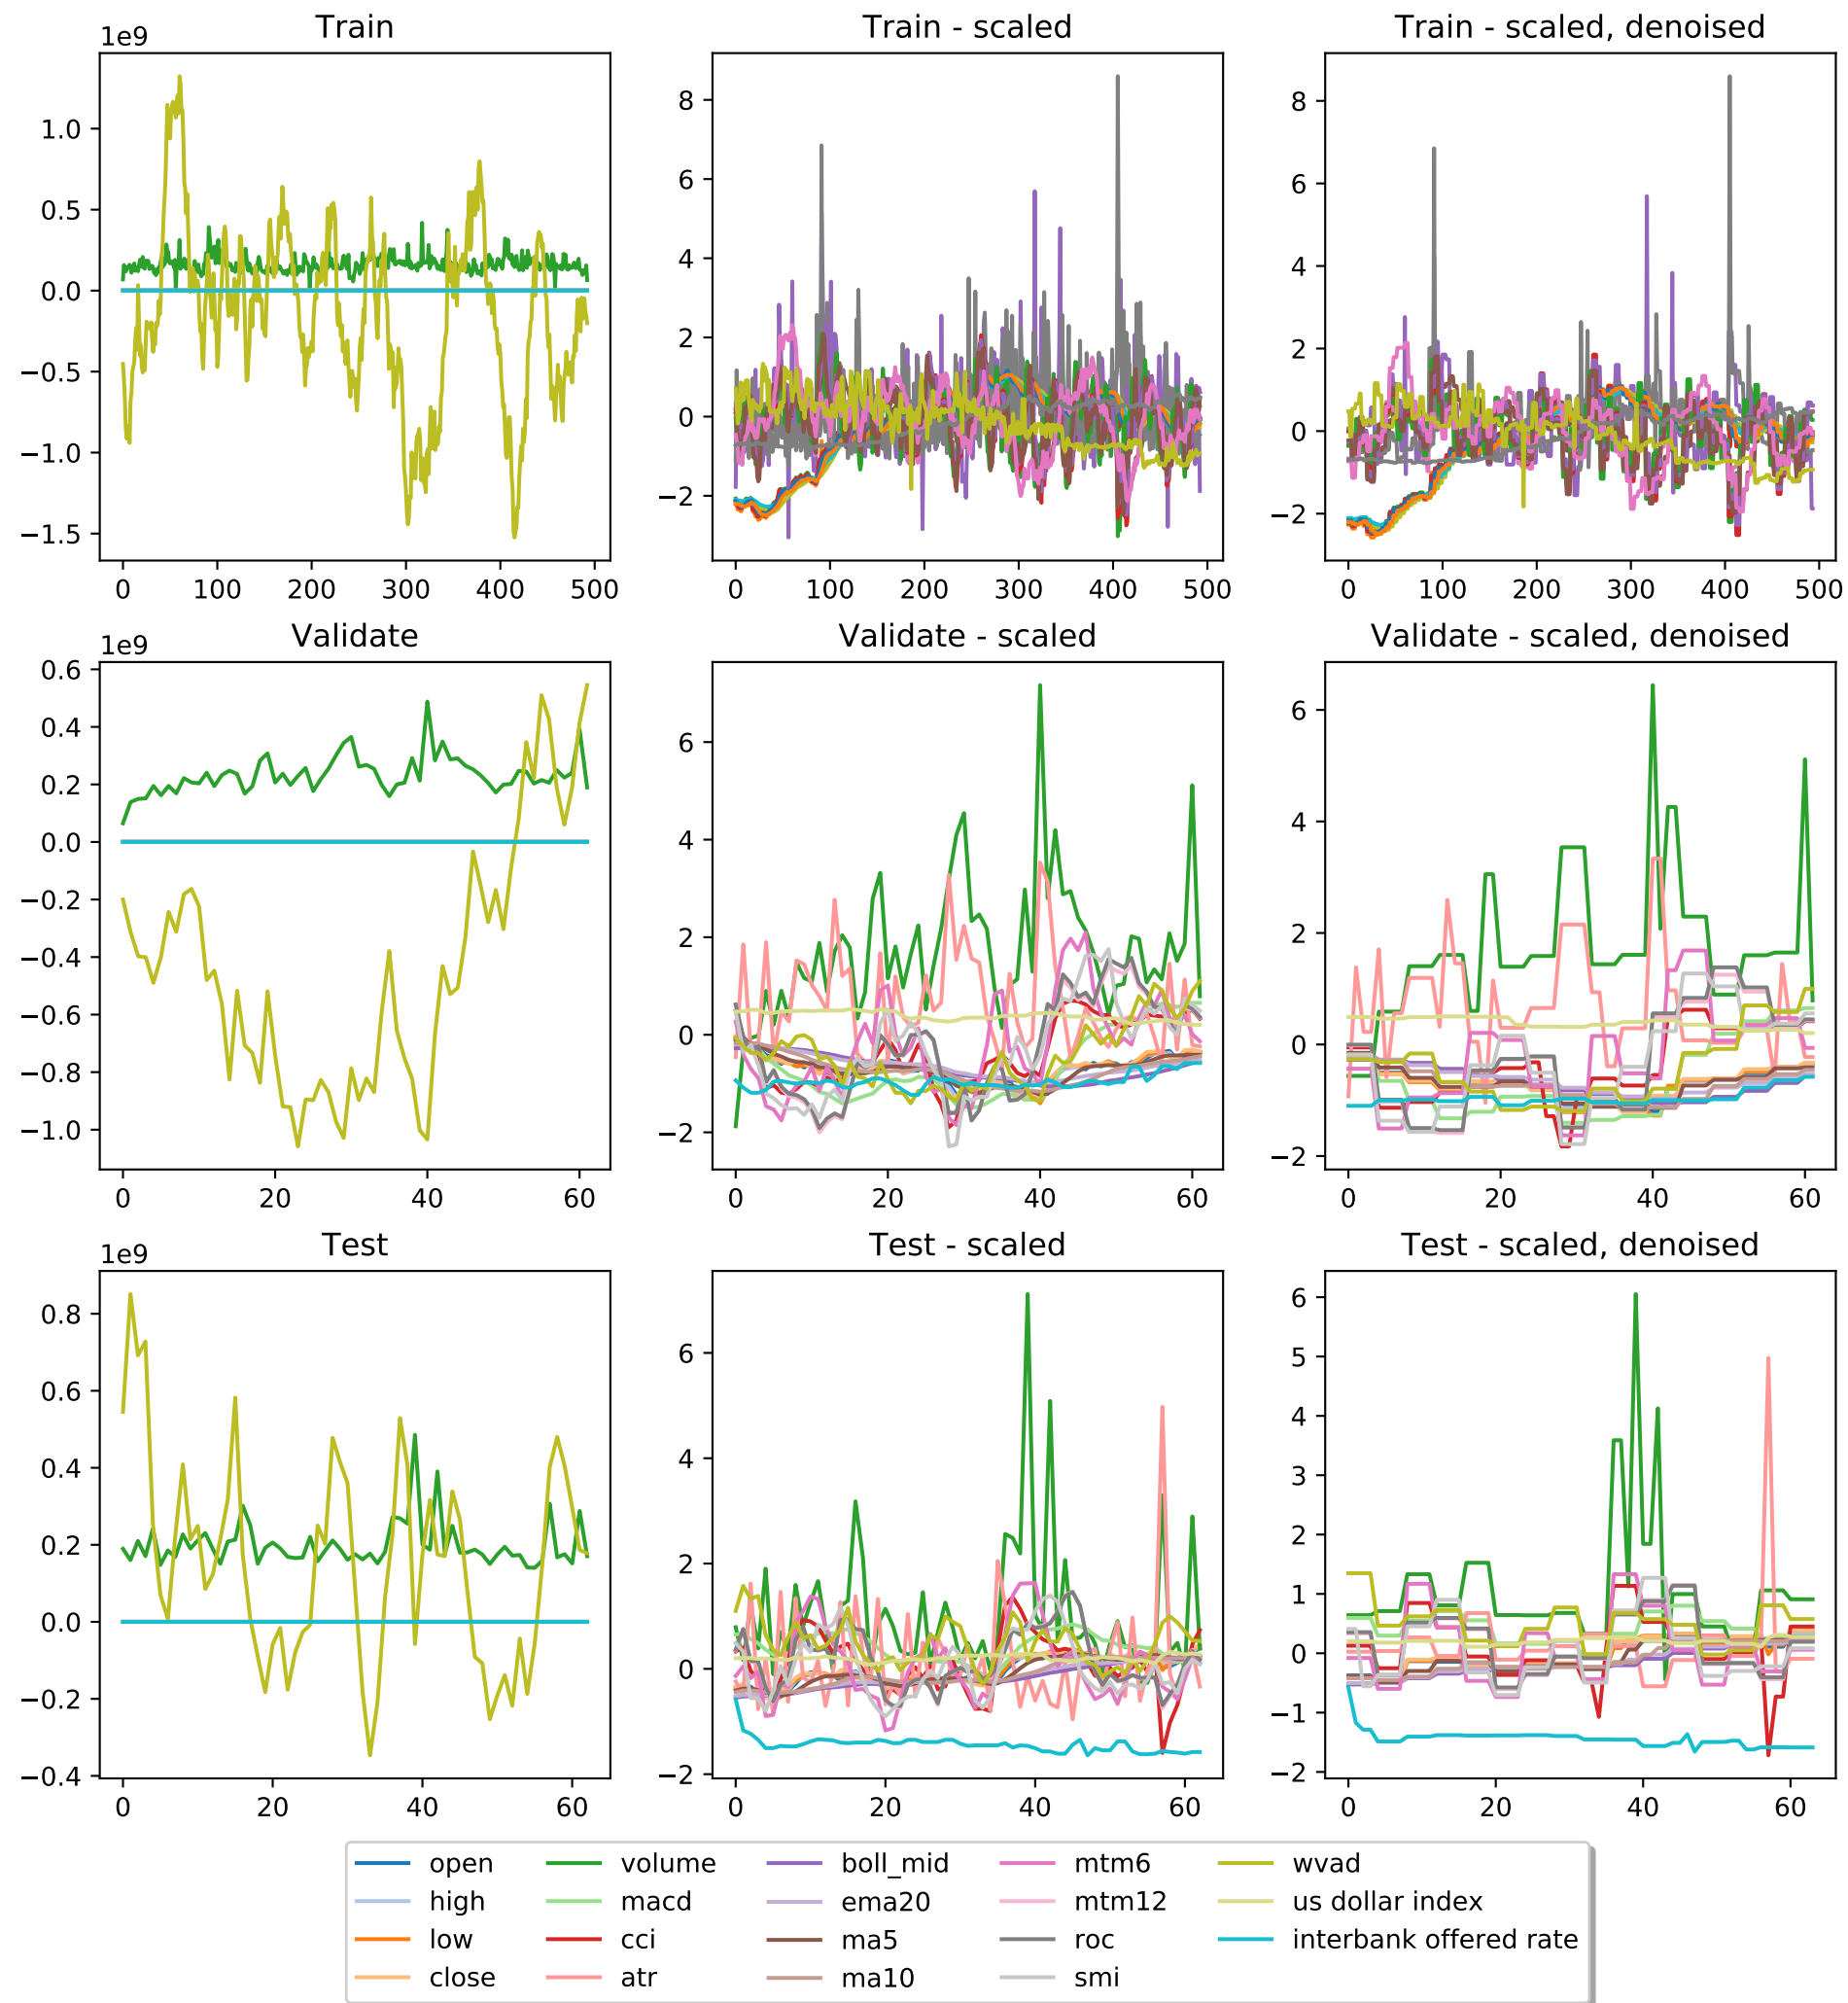 Train
Train - scaled
Train - scaled, denoised
1e9
1.0
0.5
0.0
−0.5
−1.0
−1.5
0 100 200 300 400 500
8
6
4
2
0
−2
0 100 200 300 400 500
8
6
4
2
0
−2
0 100 200 300 400 500
Validate
Validate - scaled
Validate - scaled, denoised
1e9
0.6
0.4
0.2
0.0
−0.2
−0.4
−0.6
−0.8
−1.0
0 20 40 60
6
4
2
0
−2
0 20 40 60
6
4
2
0
−2
0 20 40 60
Test
Test - scaled
Test - scaled, denoised
1e9
0.8
0.6
0.4
0.2
0.0
−0.2
−0.4
0 20 40 60
6
4
2
0
−2
0 20 40 60
6
5
4
3
2
1
0
−1
−2
0 20 40 60
open
high
low
close
volume
macd
cci
atr
boll_mid
ema20
ma5
ma10
mtm6
mtm12
roc
smi
wvad
us dollar index
interbank offered rate